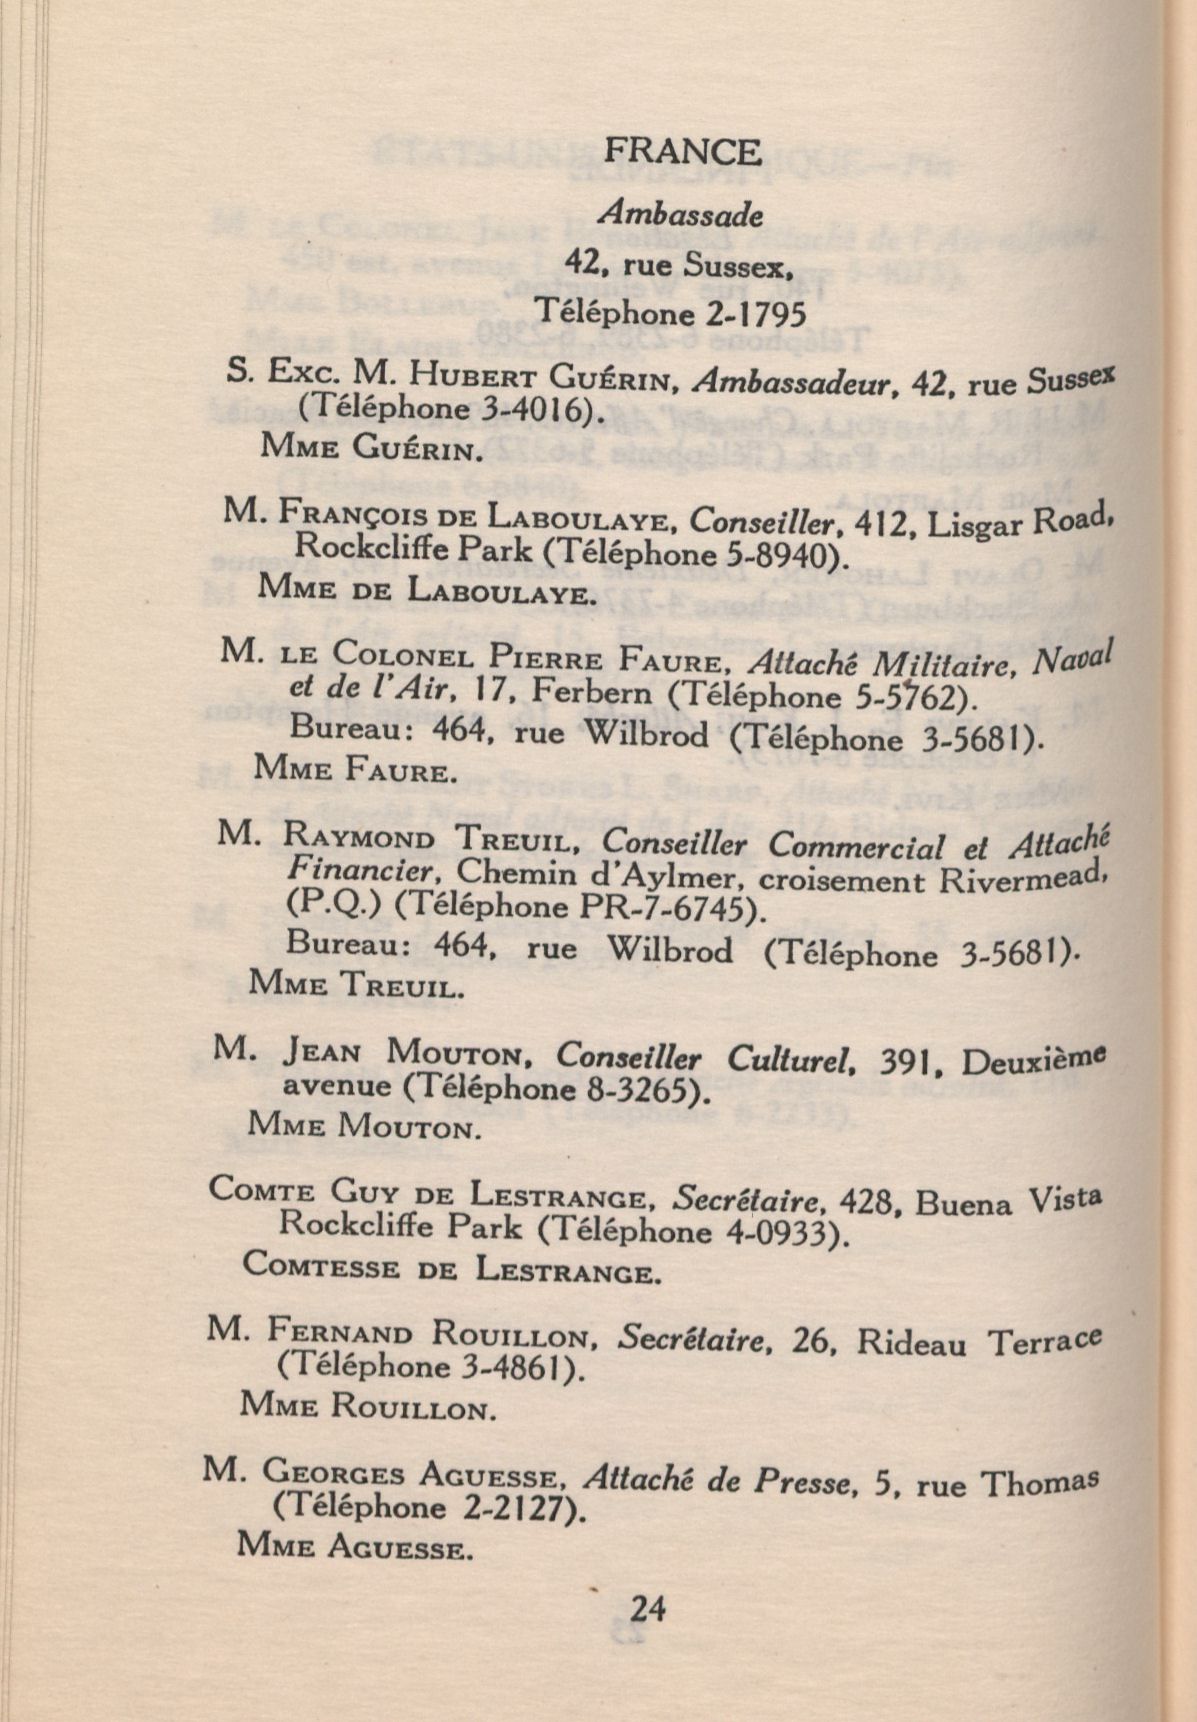 FRANCE
Ambassade
42, rue Sussex,
Téléphone 2-1795
S. Exc. M. Hubert Guérin, Ambassadeur, 42, rue Sussex
(Téléphone 3-4016).
Mme Guérin.
M. François de Laboulaye, Conseiller, 412, Lisgar Road,
Rockcliffe Park (Téléphone 5-8940).
Mme de Laboulaye.
M. le Colonel Pierre Faure, Attaché Militaire, Naval
et de l'Air, 17, Ferbern (Téléphone 5-5762).
Bureau: 464, rue Wilbrod (Téléphone 3-5681).
Mme Faure.
M. Raymond Treuil, Conseiller Commercial et Attaché
Financier, Chemin d'Aylmer, croisement Rivermead,
(P.Q.) (Téléphone PR-7-6745).
Bureau: 464, rue Wilbrod (Téléphone 3-5681).
Mme Treuil.
M. Jean Mouton, Conseiller Culturel, 391, Deuxième
avenue (Téléphone 8-3265).
Mme Mouton.
Comte Guy de Lestrange, Secrétaire, 428, Buena Vista
Rockcliffe Park (Téléphone 4-0933).
Comtesse de Lestrange.
M. Fernand Rouillon, Secrétaire, 26, Rideau Terrace
(Téléphone 3-4861).
Mme Rouillon.
M. Georges Aguesse, Attaché de Presse, 5, rue Thomas
(Téléphone 2-2127).
Mme Aguesse.
24